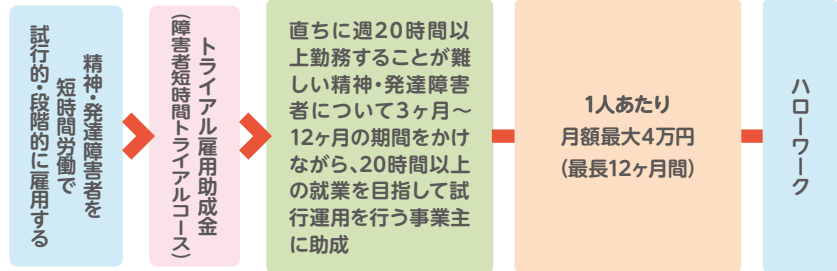 精神・発達障害者を
短時間労働で
試行的・段階的に雇用する
トライアル雇用助成金
(障害者短時間トライアルコース)
直ちに週20時間以
上勤務することが難
しい精神・発達障害
者について3ヶ月~
12ヶ月の期間をかけ
ながら、20時間以上
の就業を目指して試
行運用を行う事業主
に助成
1人あたり
月額最大4万円
(最長12ヶ月間)
ハローワーク